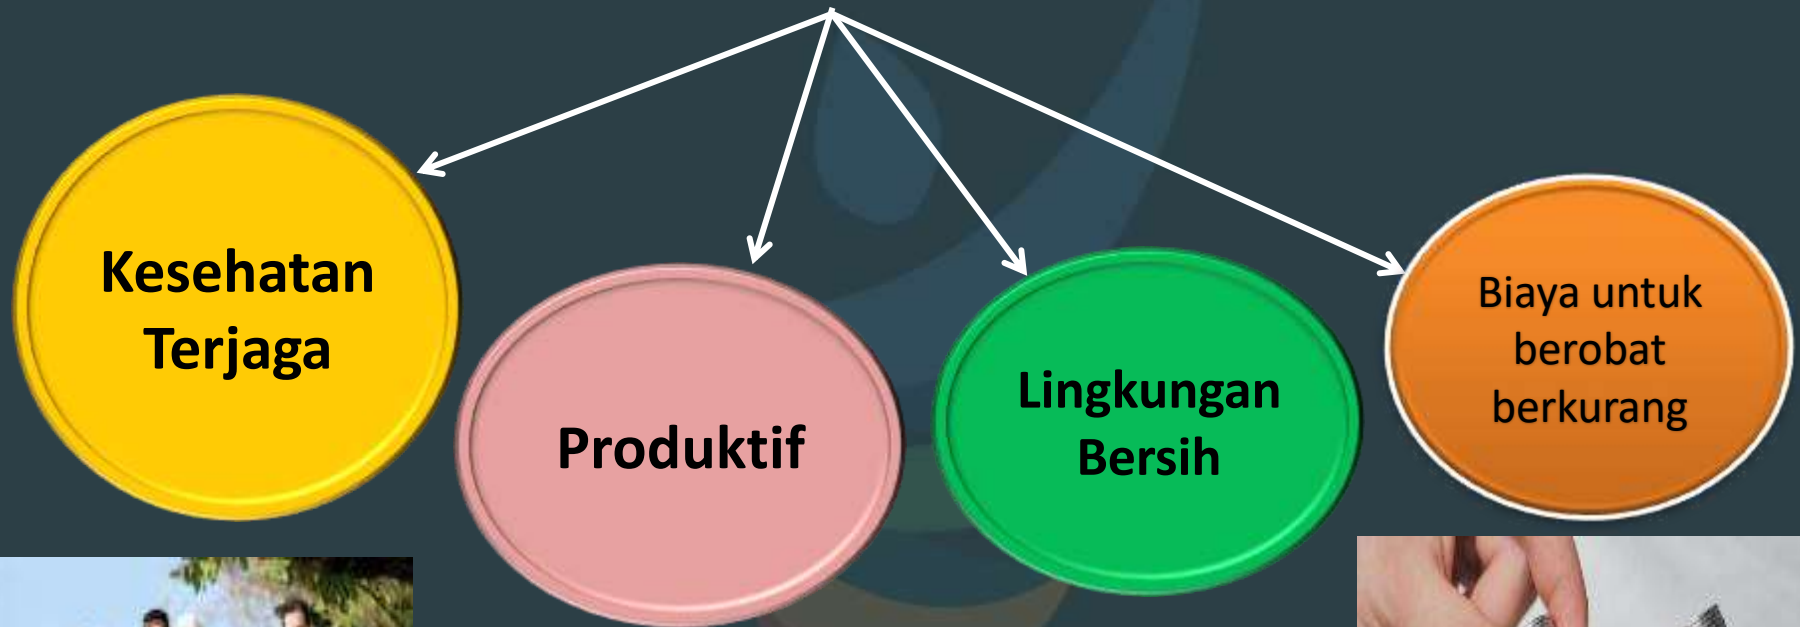 Kesehatan
Terjaga
Produktif
Lingkungan
Bersih
Biaya untuk
berobat
berkurang